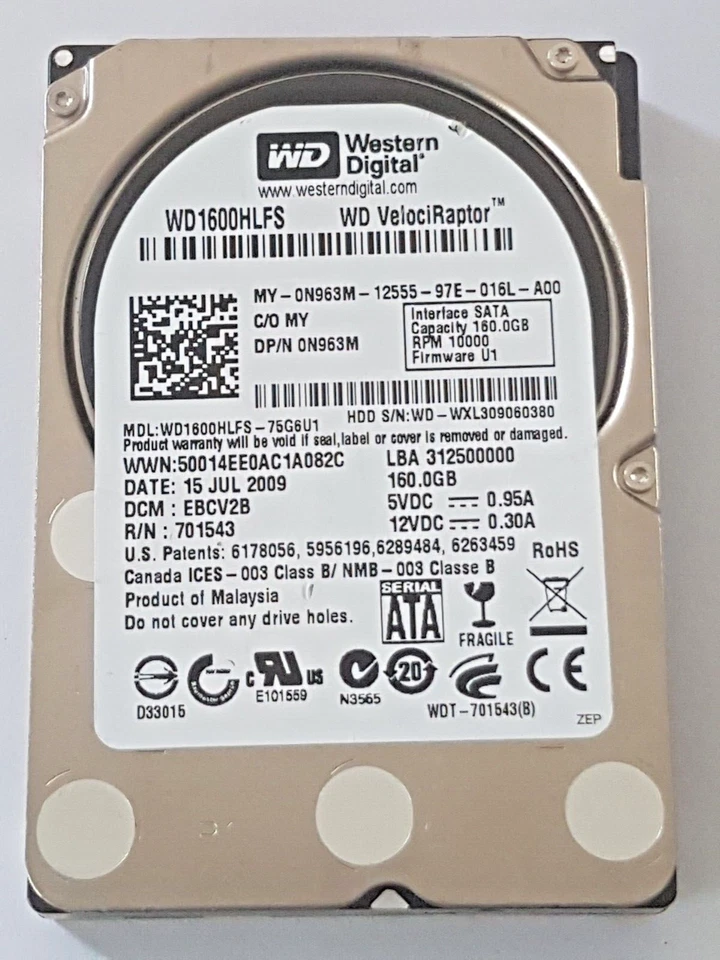 WD Western Digital®
www.westerndigital.com
WD1600HLFS WD VelociRaptor™
MY-0N963M-12555-97E-016L-A00
C/O MY
DP/N 0N963M
Interface SATA
Capacity 160.0GB
RPM 10000
Firmware U1
MDL:WD1600HLFS-75G6U1 HDD S/N:WD-WXL309060380
Product warranty will be void if seal,label or cover is removed or damaged.
WWN:50014EE0AC1A082C LBA 312500000
DATE: 15 JUL 2009 160.0GB
DCM : EBCV2B 5VDC 0.95A
R/N : 701543 12VDC 0.30A
U.S. Patents: 6178056, 5956196,6289484, 6263459 RoHS
Canada ICES-003 Class B/ NMB-003 Classe B
Product of Malaysia
Do not cover any drive holes.
SERIAL
ATA
FRAGILE
c RU US
E101559
D33015
N3565
20
CE
WDT-701543(B)
ZEP